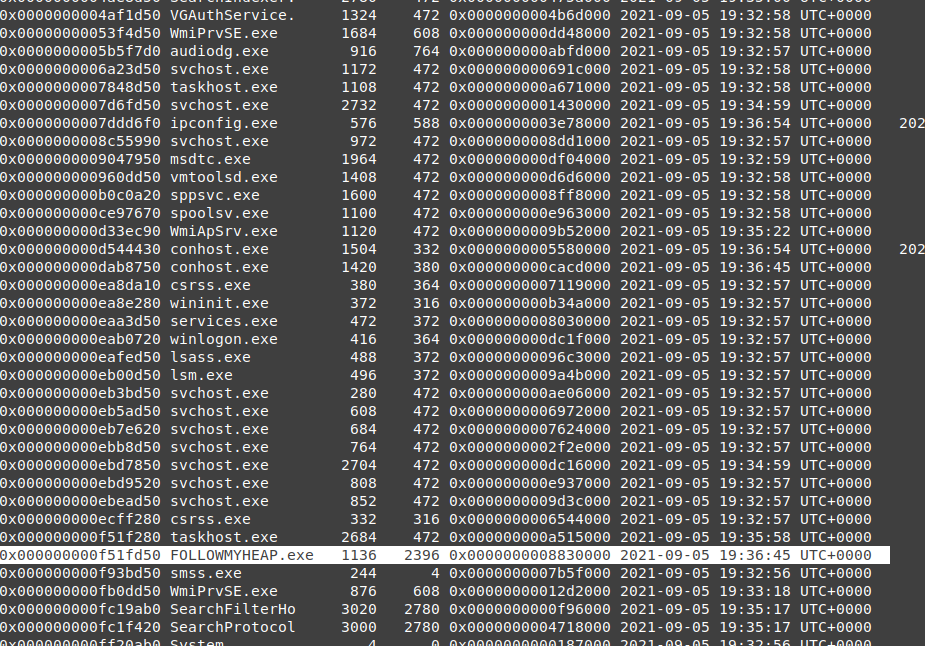 0x0000000004af1d50 VGAuthService. 1324 472 0x0000000004b6d000 2021-09-05 19:32:58 UTC+0000
0x00000000053f4d50 WmiPrvSE.exe 1684 608 0x000000000dd48000 2021-09-05 19:32:58 UTC+0000
0x0000000005b5f7d0 audiodg.exe 916 764 0x000000000abfd000 2021-09-05 19:32:57 UTC+0000
0x0000000006a23d50 svchost.exe 1172 472 0x000000000691c000 2021-09-05 19:32:58 UTC+0000
0x0000000007848d50 taskhost.exe 1108 472 0x000000000a671000 2021-09-05 19:32:58 UTC+0000
0x0000000007d6fd50 svchost.exe 2732 472 0x0000000001430000 2021-09-05 19:34:59 UTC+0000
0x0000000007ddd6f0 ipconfig.exe 576 588 0x0000000003e78000 2021-09-05 19:36:54 UTC+0000 202
0x0000000008c55990 svchost.exe 972 472 0x0000000008dd1000 2021-09-05 19:32:57 UTC+0000
0x0000000009047950 msdtc.exe 1964 472 0x000000000df04000 2021-09-05 19:32:59 UTC+0000
0x000000000960dd50 vmtoolsd.exe 1408 472 0x000000000d6d6000 2021-09-05 19:32:58 UTC+0000
0x000000000b0c0a20 sppsvc.exe 1600 472 0x0000000008ff8000 2021-09-05 19:32:58 UTC+0000
0x000000000ce97670 spoolsv.exe 1100 472 0x000000000e963000 2021-09-05 19:32:58 UTC+0000
0x000000000d33ec90 WmiApSrv.exe 1120 472 0x0000000009b52000 2021-09-05 19:35:22 UTC+0000
0x000000000d544430 conhost.exe 1504 332 0x0000000005580000 2021-09-05 19:36:54 UTC+0000 202
0x000000000dab8750 conhost.exe 1420 380 0x000000000cacd000 2021-09-05 19:36:45 UTC+0000
0x000000000ea8da10 csrss.exe 380 364 0x0000000007119000 2021-09-05 19:32:57 UTC+0000
0x000000000ea8e280 wininit.exe 372 316 0x000000000b34a000 2021-09-05 19:32:57 UTC+0000
0x000000000eaa3d50 services.exe 472 372 0x0000000008030000 2021-09-05 19:32:57 UTC+0000
0x000000000eab0720 winlogon.exe 416 364 0x000000000dc1f000 2021-09-05 19:32:57 UTC+0000
0x000000000eafed50 lsass.exe 488 372 0x00000000096c3000 2021-09-05 19:32:57 UTC+0000
0x000000000eb00d50 lsm.exe 496 372 0x0000000009a4b000 2021-09-05 19:32:57 UTC+0000
0x000000000eb3bd50 svchost.exe 280 472 0x000000000ae06000 2021-09-05 19:32:57 UTC+0000
0x000000000eb5ad50 svchost.exe 608 472 0x0000000006972000 2021-09-05 19:32:57 UTC+0000
0x000000000eb7e620 svchost.exe 684 472 0x0000000007624000 2021-09-05 19:32:57 UTC+0000
0x000000000ebb8d50 svchost.exe 764 472 0x0000000002f2e000 2021-09-05 19:32:57 UTC+0000
0x000000000ebd7850 svchost.exe 2704 472 0x000000000dc16000 2021-09-05 19:34:59 UTC+0000
0x000000000ebd9520 svchost.exe 808 472 0x000000000e937000 2021-09-05 19:32:57 UTC+0000
0x000000000ebead50 svchost.exe 852 472 0x0000000009d3c000 2021-09-05 19:32:57 UTC+0000
0x000000000ecff280 csrss.exe 332 316 0x0000000006544000 2021-09-05 19:32:57 UTC+0000
0x000000000f51f280 taskhost.exe 2684 472 0x000000000a515000 2021-09-05 19:35:58 UTC+0000
0x000000000f51fd50 FOLLOWMYHEAP.exe 1136 2396 0x0000000008830000 2021-09-05 19:36:45 UTC+0000
0x000000000f93bd50 smss.exe 244 4 0x0000000007b5f000 2021-09-05 19:32:56 UTC+0000
0x000000000fb0dd50 WmiPrvSE.exe 876 608 0x00000000012d2000 2021-09-05 19:33:18 UTC+0000
0x000000000fc19ab0 SearchFilterHo 3020 2780 0x000000000f96000 2021-09-05 19:35:17 UTC+0000
0x000000000fc1f420 SearchProtocol 3000 2780 0x0000000004718000 2021-09-05 19:35:17 UTC+0000
0x000000000ff20ab0 System 4 0 0x0000000000187000 2021-09-05 19:32:56 UTC+0000